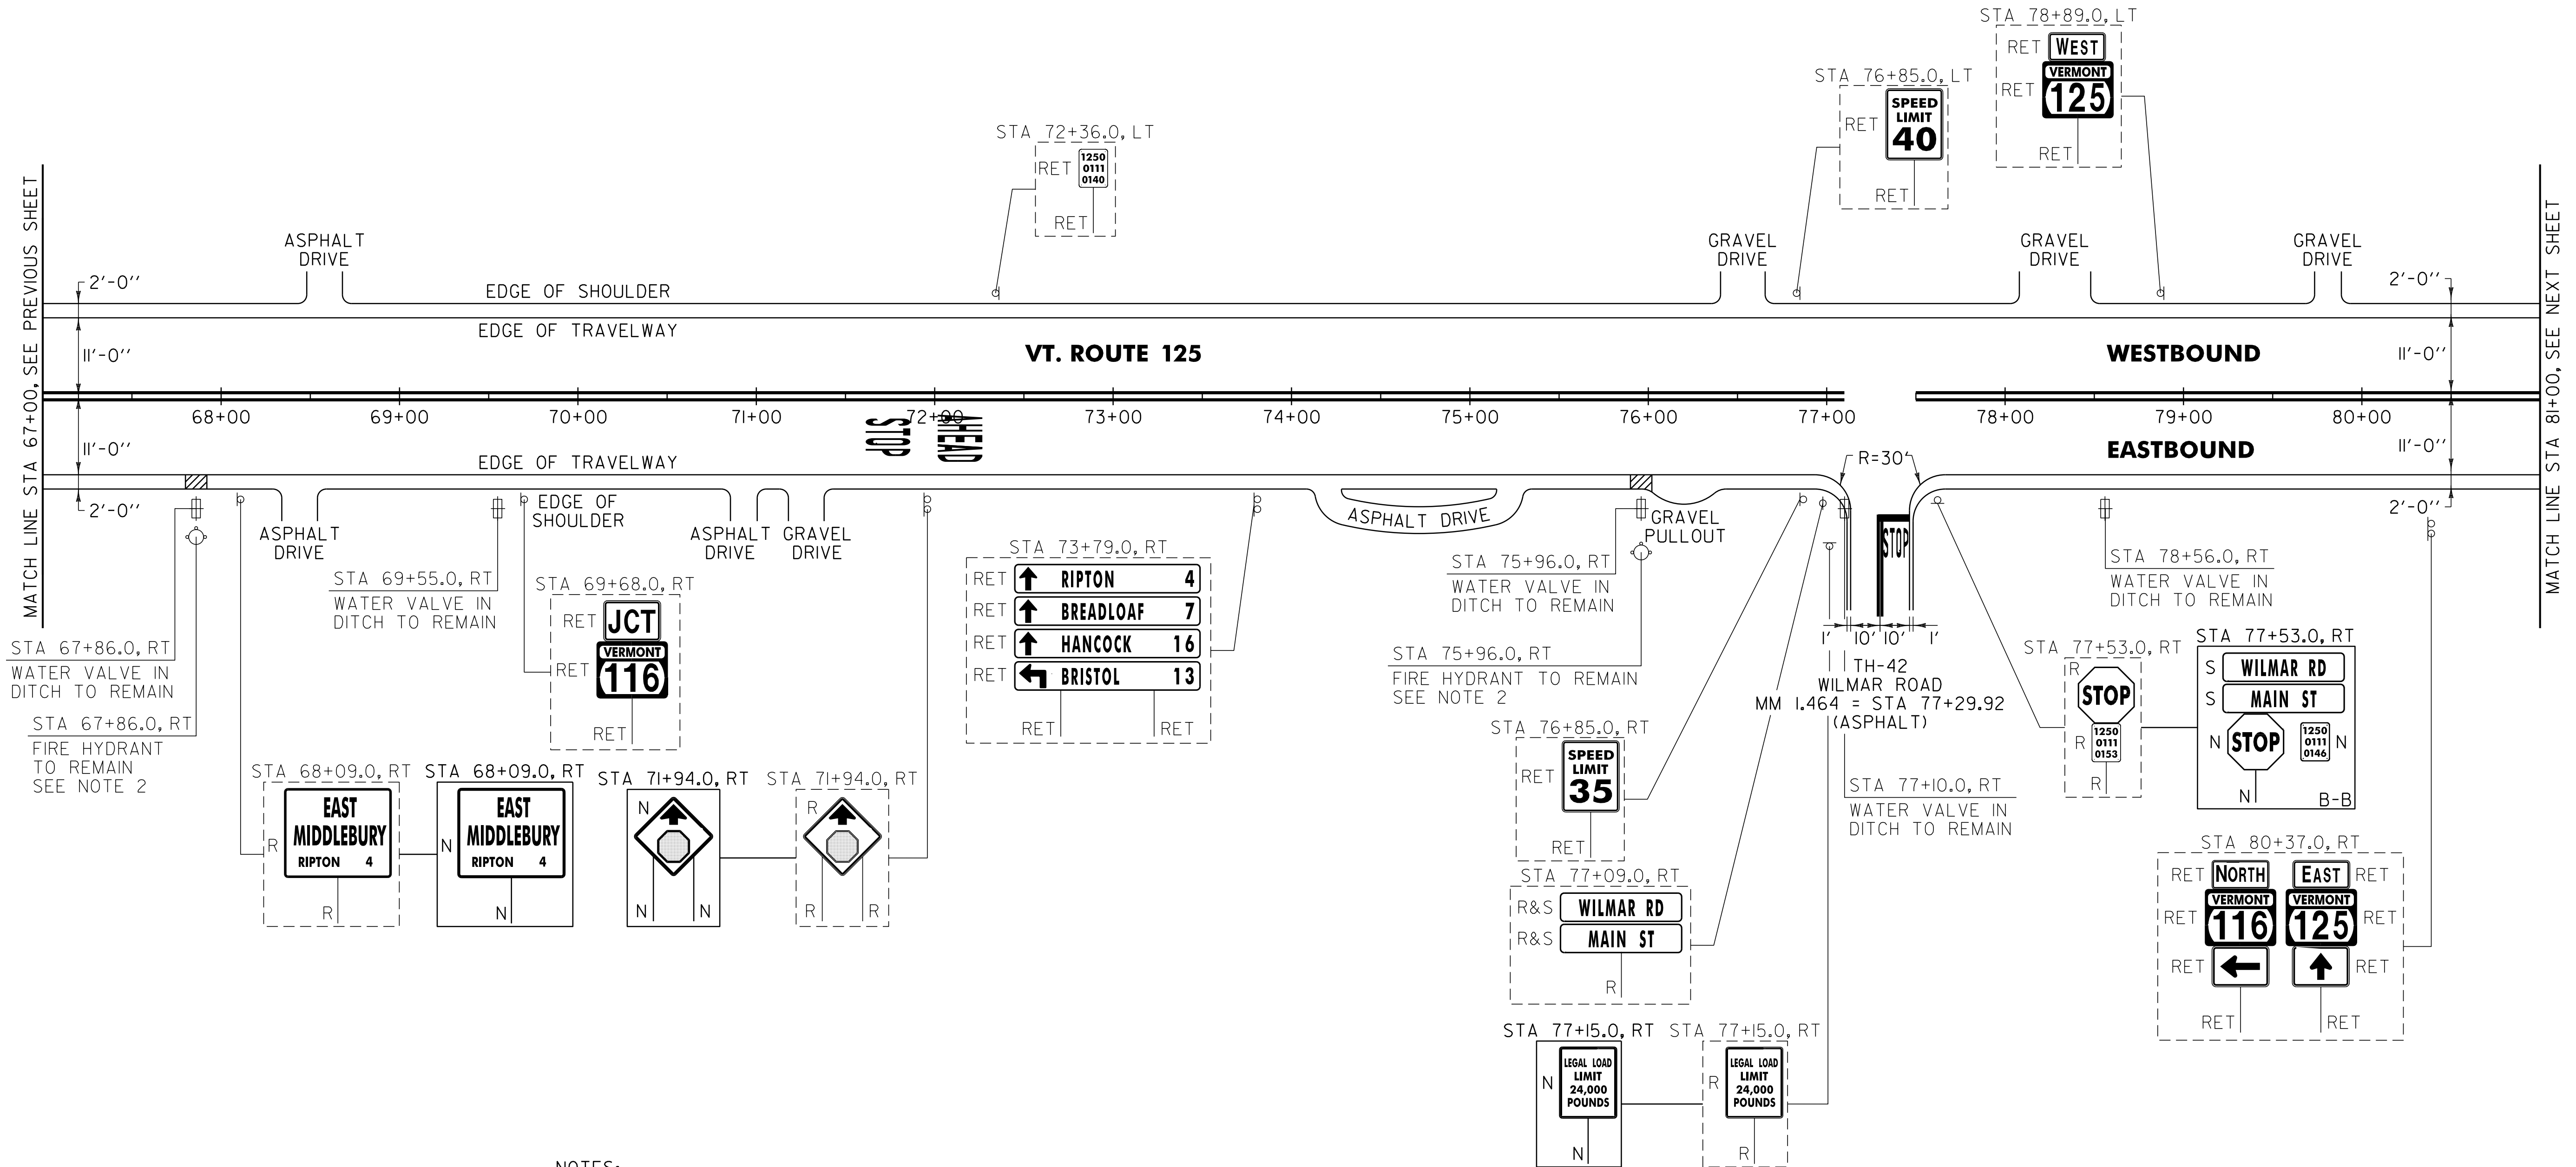 STA 78+89.0, LT
RET WEST
RET VERMONT 125
RET
STA 76+85.0, LT
RET SPEED LIMIT 40
RET
STA 72+36.0, LT
RET 1250
0111
0140
RET
MATCH LINE STA 67+00, SEE PREVIOUS SHEET
MATCH LINE STA 81+00, SEE NEXT SHEET
ASPHALT
DRIVE
GRAVEL
DRIVE
GRAVEL
DRIVE
GRAVEL
DRIVE
2'-0''
EDGE OF SHOULDER
2'-0''
EDGE OF TRAVELWAY
11'-0''
VT. ROUTE 125
WESTBOUND
11'-0''
68+00 69+00 70+00 71+00 72+00 73+00 74+00 75+00 76+00 77+00 78+00 79+00 80+00
STOP
AHEAD
11'-0''
EDGE OF TRAVELWAY
EASTBOUND
11'-0''
R=30'
2'-0''
EDGE OF
SHOULDER
2'-0''
ASPHALT
DRIVE
ASPHALT
DRIVE
GRAVEL
DRIVE
ASPHALT DRIVE
GRAVEL
PULLOUT
STOP
1' 10' 10' 1'
TH-42
WILMAR ROAD
MM 1.464 = STA 77+29.92
(ASPHALT)
STA 67+86.0, RT
WATER VALVE IN
DITCH TO REMAIN
STA 67+86.0, RT
FIRE HYDRANT
TO REMAIN
SEE NOTE 2
STA 69+55.0, RT
WATER VALVE IN
DITCH TO REMAIN
STA 69+68.0, RT
RET JCT
RET VERMONT 116
RET
STA 68+09.0, RT
R EAST
MIDDLEBURY
RIPTON 4
R
STA 68+09.0, RT
N EAST
MIDDLEBURY
RIPTON 4
N
STA 71+94.0, RT
N
N N
STA 71+94.0, RT
R
R R
STA 73+79.0, RT
RET RIPTON 4
RET BREADLOAF 7
RET HANCOCK 16
RET BRISTOL 13
RET RET
STA 75+96.0, RT
WATER VALVE IN
DITCH TO REMAIN
STA 75+96.0, RT
FIRE HYDRANT TO REMAIN
SEE NOTE 2
STA 76+85.0, RT
RET SPEED
LIMIT
35
RET
STA 77+09.0, RT
R&S WILMAR RD
R&S MAIN ST
R
STA 77+15.0, RT
N LEGAL LOAD
LIMIT
24,000
POUNDS
N
STA 77+15.0, RT
R LEGAL LOAD
LIMIT
24,000
POUNDS
R
STA 77+10.0, RT
WATER VALVE IN
DITCH TO REMAIN
STA 78+56.0, RT
WATER VALVE IN
DITCH TO REMAIN
STA 77+53.0, RT
R
STOP
R 1250
0111
0153
R
STA 77+53.0, RT
S WILMAR RD
S MAIN ST
N STOP 1250
0111
0146 N
N B-B
STA 80+37.0, RT
RET NORTH EAST RET
RET VERMONT 116 VERMONT 125 RET
RET RET
RET RET
NOTES: